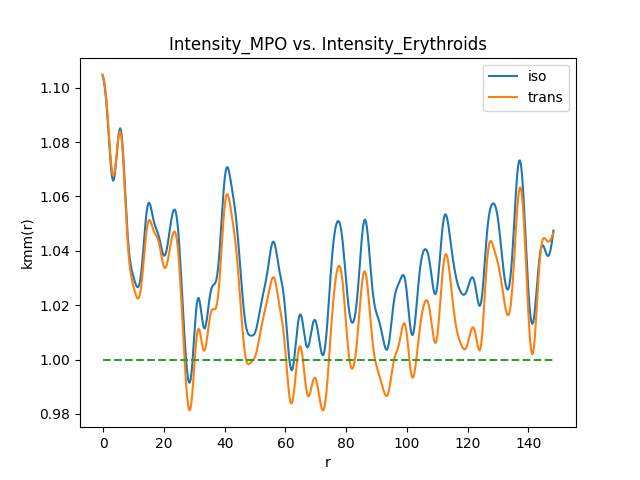 Intensity_MPO vs. Intensity_Erythroids
iso
trans
1.10
1.08
1.06
1.04
1.02
1.00
0.98
kmm(r)
0 20 40 60 80 100 120 140
r